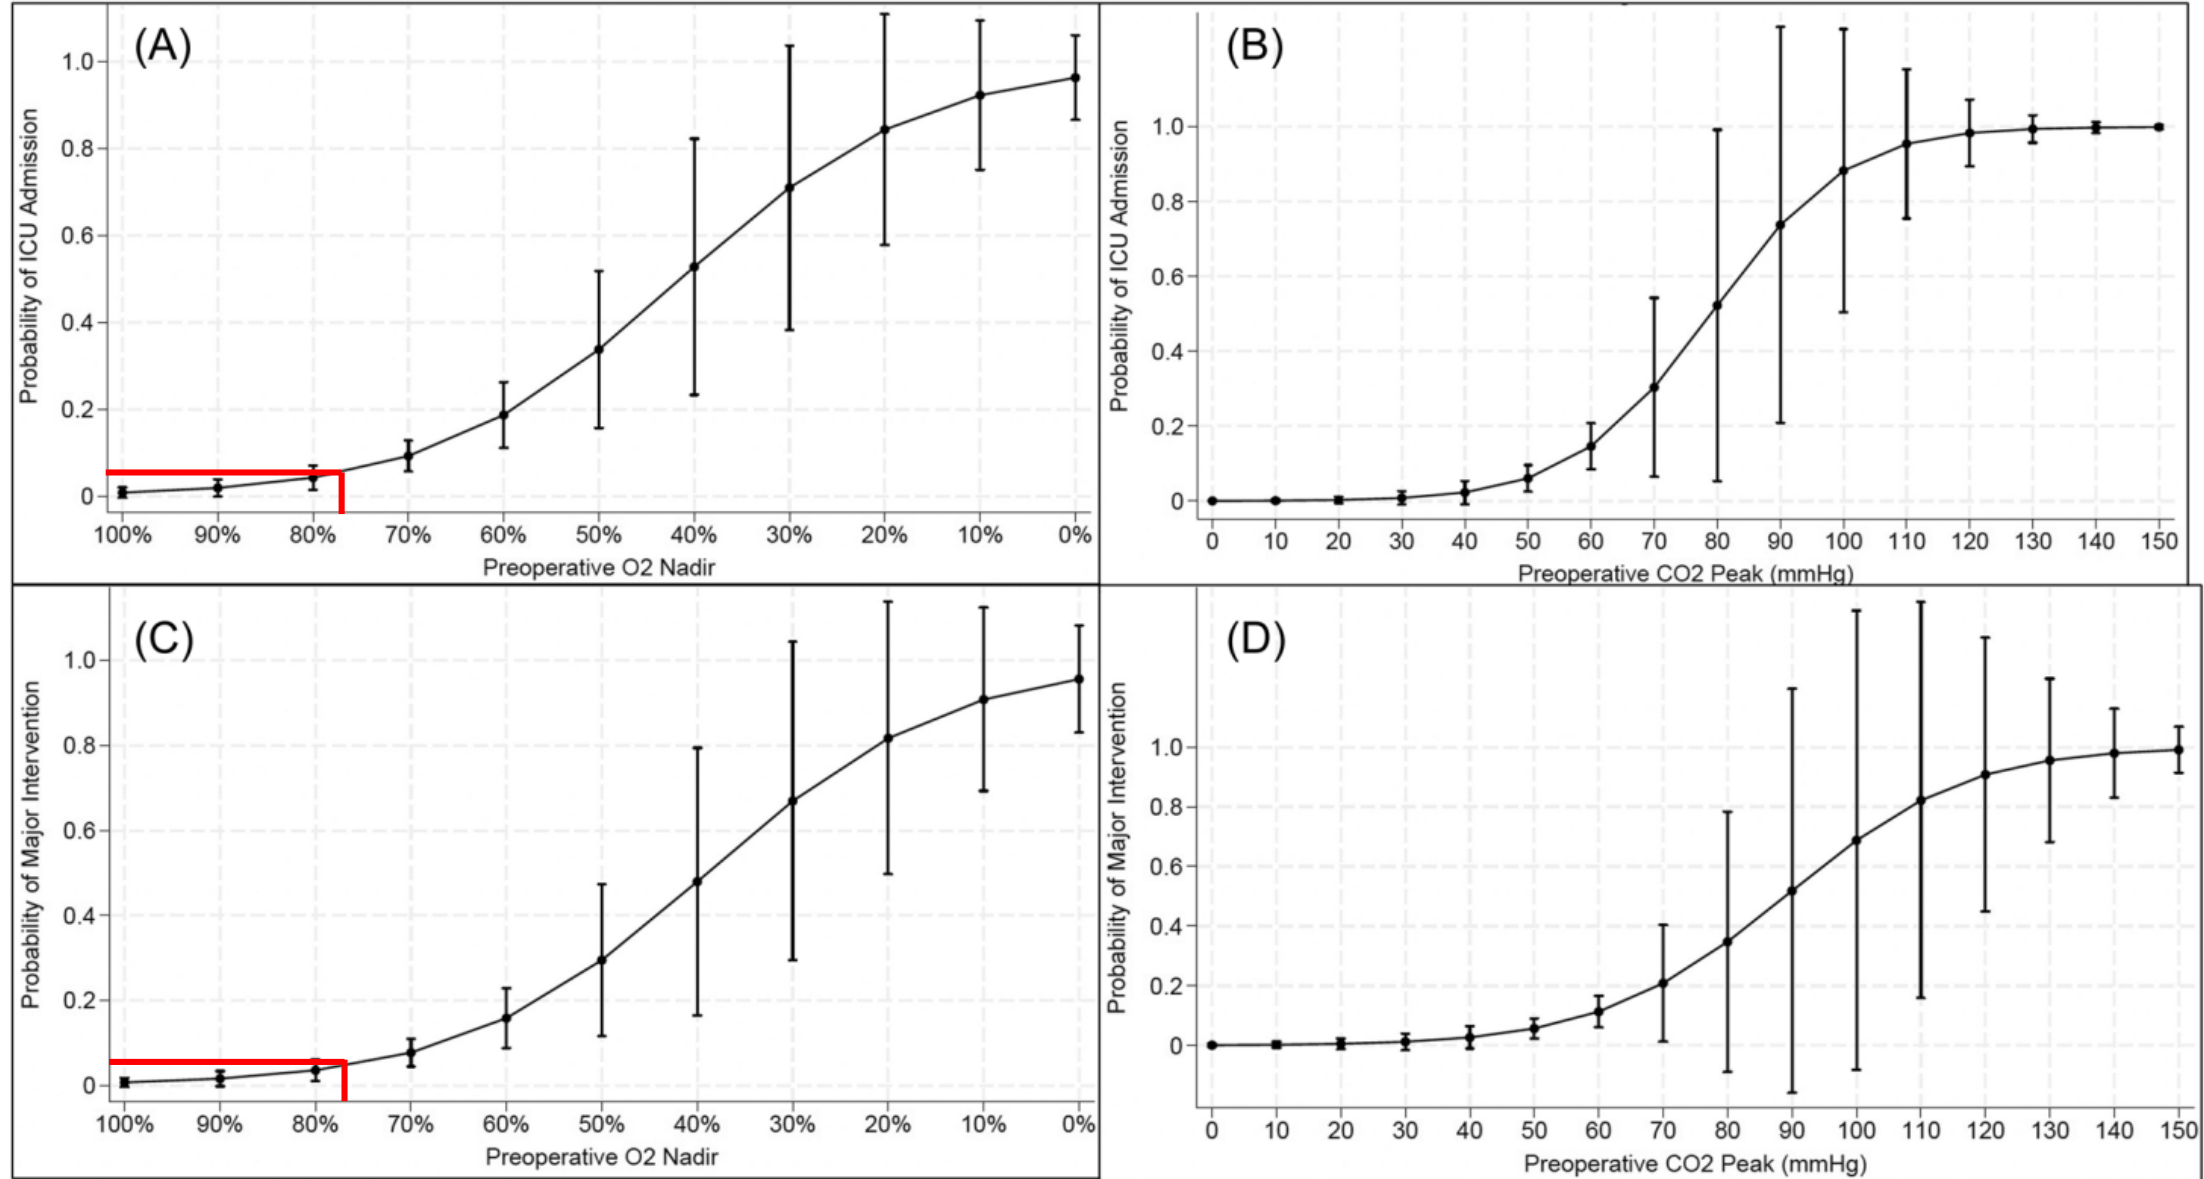 (A)
Probability of ICU Admission
1.0
0.8
0.6
0.4
0.2
0
100% 90% 80% 70% 60% 50% 40% 30% 20% 10% 0%
Preoperative O2 Nadir
(B)
Probability of ICU Admission
1.0
0.8
0.6
0.4
0.2
0
0 10 20 30 40 50 60 70 80 90 100 110 120 130 140 150
Preoperative CO2 Peak (mmHg)
(C)
Probability of Major Intervention
1.0
0.8
0.6
0.4
0.2
0
100% 90% 80% 70% 60% 50% 40% 30% 20% 10% 0%
Preoperative O2 Nadir
(D)
Probability of Major Intervention
1.0
0.8
0.6
0.4
0.2
0
0 10 20 30 40 50 60 70 80 90 100 110 120 130 140 150
Preoperative CO2 Peak (mmHg)